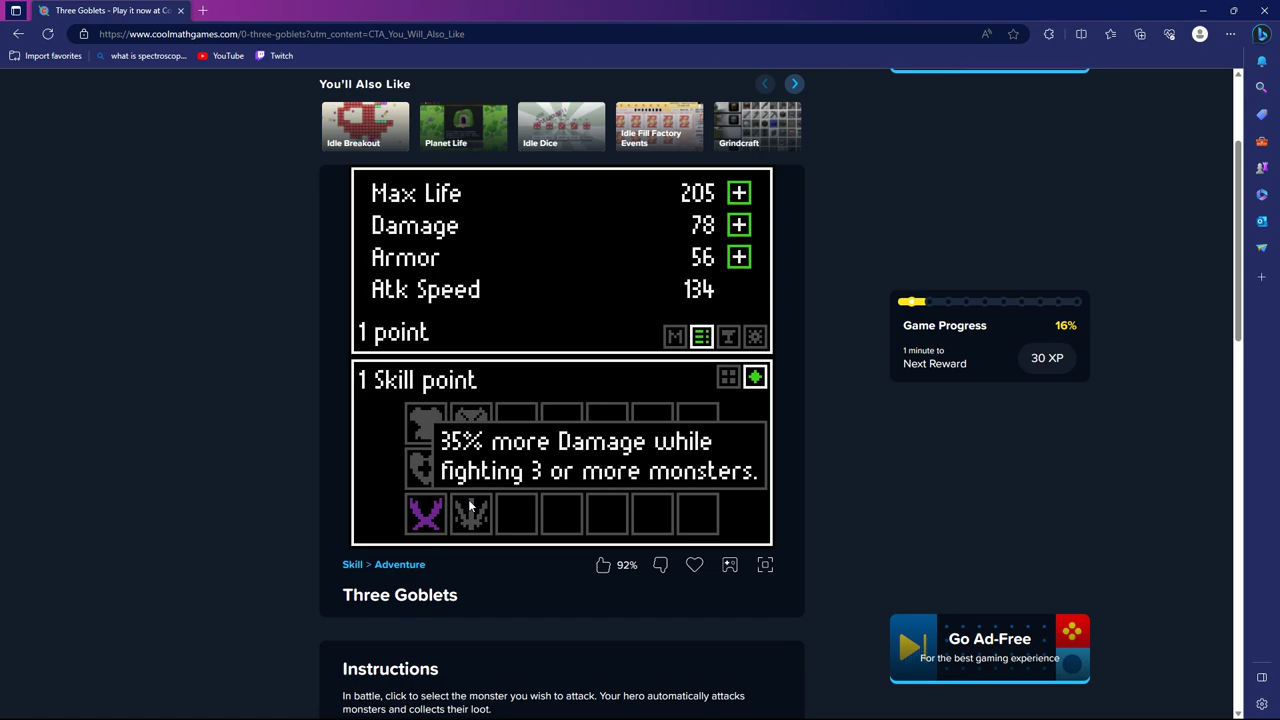 Three Goblets - Play it now at Co
https://www.coolmathgames.com/0-three-goblets?utm_content=CTA_You_Will_Also_Like
Import favorites
what is spectroscop...
YouTube
Twitch
You'll Also Like
Idle Breakout
Planet Life
Idle Dice
Idle Fill Factory
Events
Grindcraft
Max Life 205 +
Damage 78 +
Armor 56 +
Atk Speed 134
1 point
1 Skill point
35% more Damage while
fighting 3 or more monsters.
92%
Skill > Adventure
Three Goblets
Instructions
In battle, click to select the monster you wish to attack. Your hero automatically attacks
monsters and collects their loot.
Game Progress 16%
1 minute to
Next Reward
30 XP
Go Ad-Free
For the best gaming experience